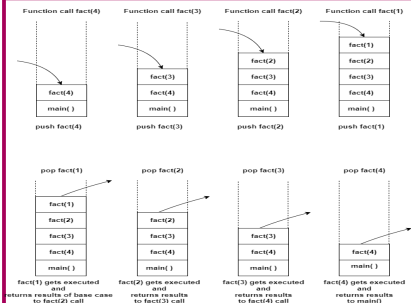 Function call fact(4)
Function call fact(3)
Function call fact(2)
Function call fact(1)
fact(4)
main( )
push fact(4)
fact(3)
fact(4)
main( )
push fact(3)
fact(2)
fact(3)
fact(4)
main( )
push fact(2)
fact(1)
fact(2)
fact(3)
fact(4)
main( )
push fact(1)
pop fact(1)
pop fact(2)
pop fact(3)
pop fact(4)
fact(1)
fact(2)
fact(3)
fact(4)
main( )
fact(1) gets executed
and
returns results of base case
to fact(2) call
fact(2)
fact(3)
fact(4)
main( )
fact(2) gets executed
and
returns results
to fact(3) call
fact(3)
fact(4)
main( )
fact(3) gets executed
and
returns results
to fact(4) call
fact(4)
main( )
fact(4) gets executed
and
returns results
to main()